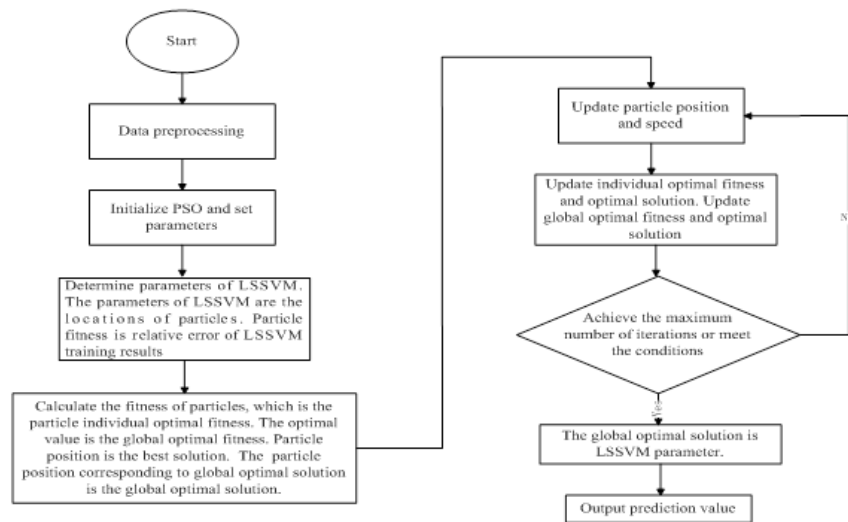 Start
Data preprocessing
Initialize PSO and set
parameters
Determine parameters of LSSVM.
The parameters of LSSVM are the
locations of particles. Particle
fitness is relative error of LSSVM
training results
Calculate the fitness of particles, which is the
particle individual optimal fitness. The optimal
value is the global optimal fitness. Particle
position is the best solution. The particle
position corresponding to global optimal solution
is the global optimal solution.
Update particle position
and speed
Update individual optimal fitness
and optimal solution. Update
global optimal fitness and optimal
solution
Achieve the maximum
number of iterations or meet
the conditions
N
Yes
The global optimal solution is
LSSVM parameter.
Output prediction value